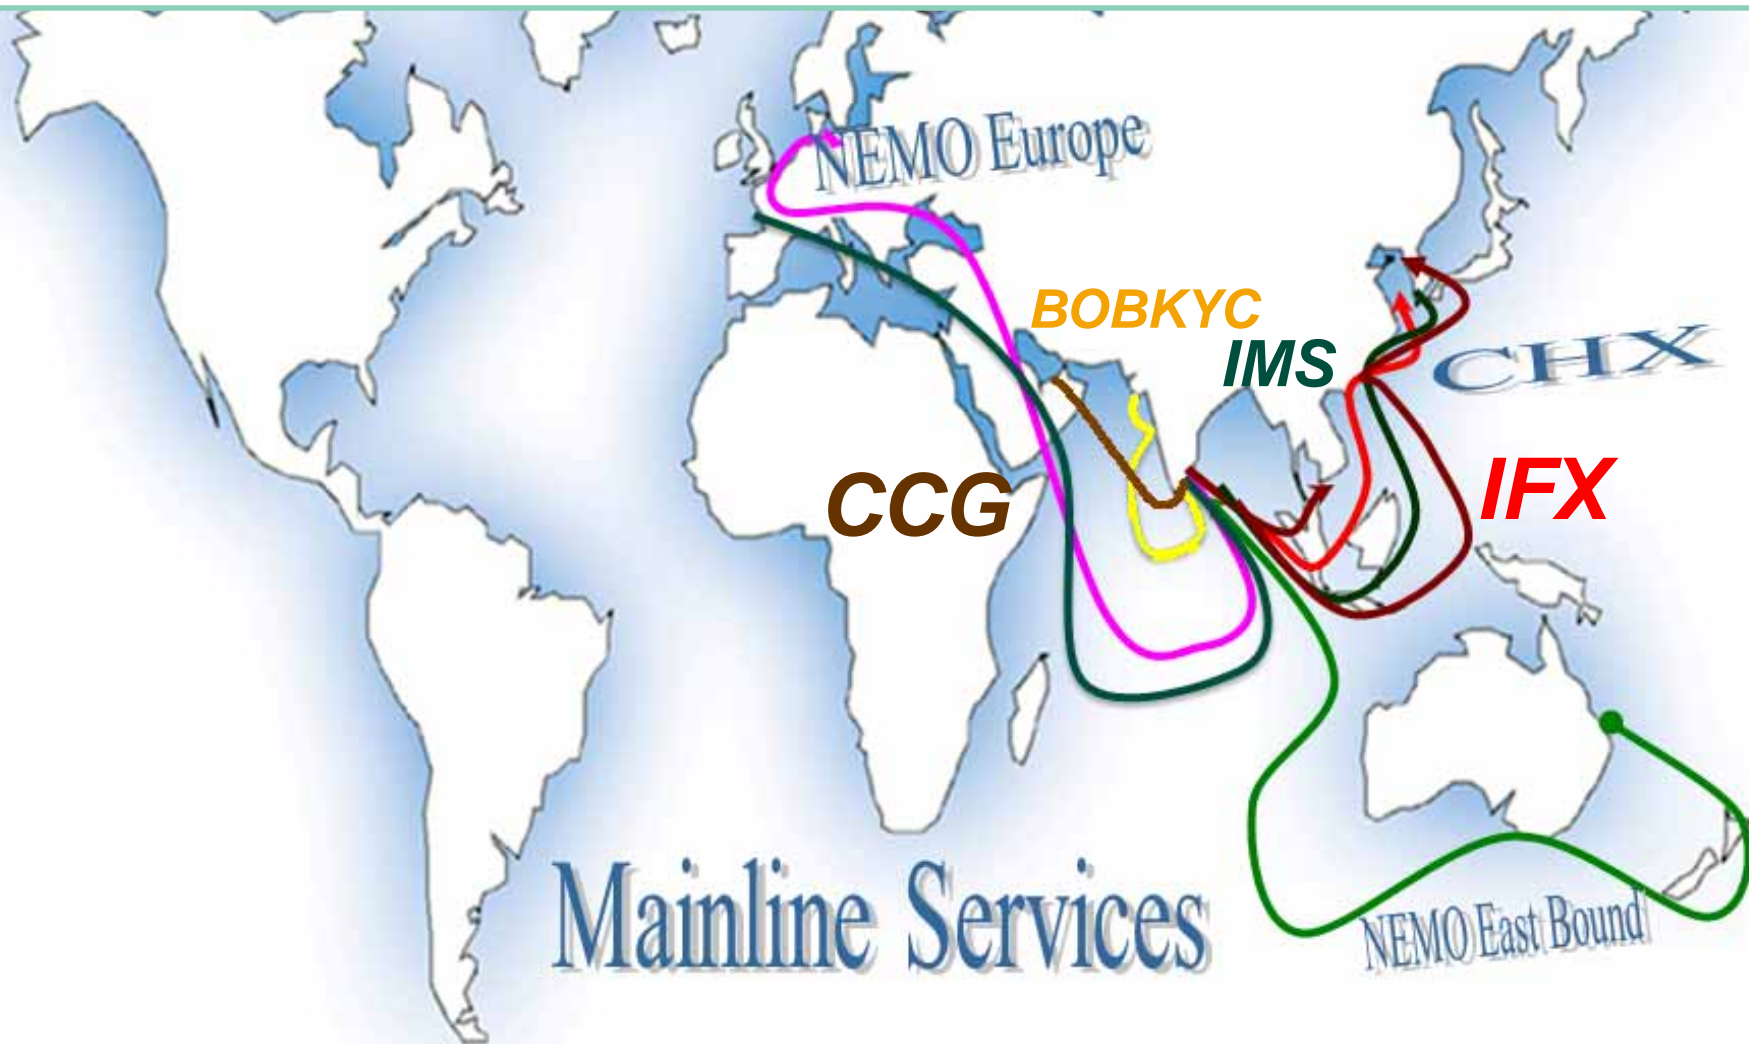 NEMO Europe
BOBKYC
IMS
CHX
CCG
IFX
Mainline Services
NEMO East Bound